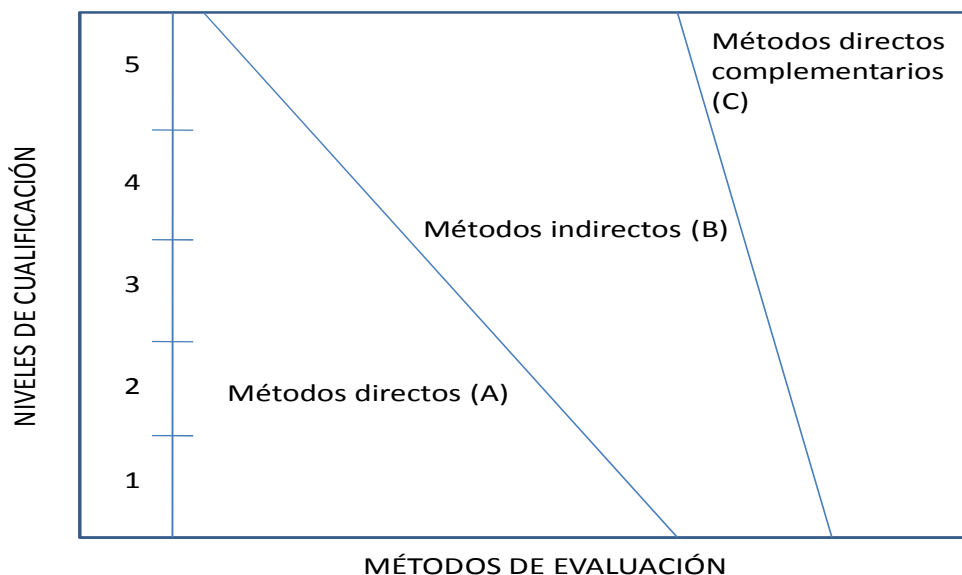 NIVELES DE CUALIFICACIÓN
5
4
3
2
1
Métodos directos
complementarios
(C)
Métodos indirectos (B)
Métodos directos (A)
MÉTODOS DE EVALUACIÓN